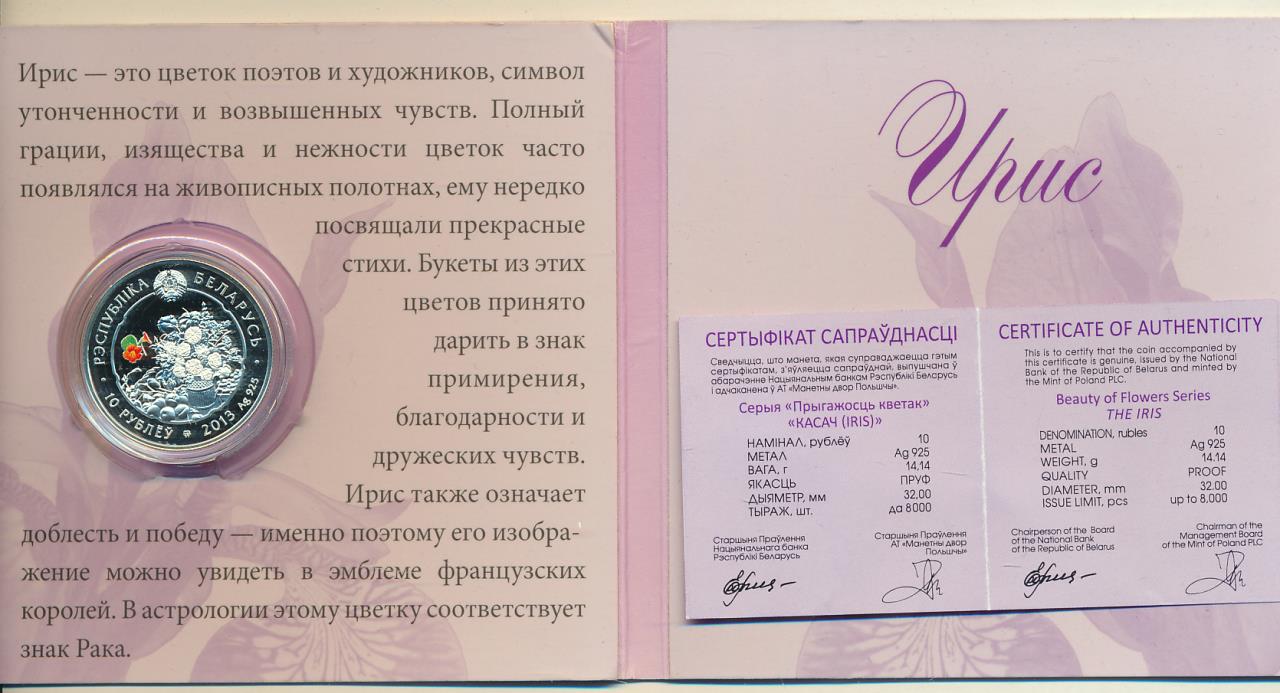 Ирис — это цветок поэтов и художников, символ
утонченности и возвышенных чувств. Полный
грации, изящества и нежности цветок часто
появлялся на живописных полотнах, ему нередко
посвящали прекрасные
стихи. Букеты из этих
цветов принято
дарить в знак
примирения,
благодарности и
дружеских чувств.
Ирис также означает
доблесть и победу — именно поэтому его изобра-
жение можно увидеть в эмблеме французских
королей. В астрологии этому цветку соответствует
знак Рака.
РЭСПУБЛІКА БЕЛАРУСЬ
10 РУБЛЁЎ 2013 Ag 925
Ирис
СЕРТЫФІКАТ САПРАЎДНАСЦІ
Сведчыцца, што манета, якая суправаджаецца гэтым
сертыфікатам, з'яўляецца сапраўднай, выпушчана ў
абарачэнне Нацыянальным банкам Рэспублікі Беларусь
і адчаканена ў АТ «Манетны двор Польшчы».
Серыя «Прыгажосць кветак»
«КАСАЧ (IRIS)»
НАМІНАЛ, рублёў 10
МЕТАЛ Ag 925
ВАГА, г 14,14
ЯКАСЦЬ ПРУФ
ДЫЯМЕТР, мм 32,00
ТЫРАЖ, шт. да 8000
Старшыня Праўлення
Нацыянальнага банка
Рэспублікі Беларусь
Старшыня Праўлення
АТ «Манетны двор
Польшчы»
CERTIFICATE OF AUTHENTICITY
This is to certify that the coin accompanied by
this certificate is genuine, issued by the National
Bank of the Republic of Belarus and minted by
the Mint of Poland PLC.
Beauty of Flowers Series
THE IRIS
DENOMINATION, rubles 10
METAL Ag 925
WEIGHT, g 14.14
QUALITY PROOF
DIAMETER, mm 32.00
ISSUE LIMIT, pcs up to 8,000
Chairperson of the Board
of the National Bank
of the Republic of Belarus
Chairman of the
Management Board
of the Mint of Poland PLC